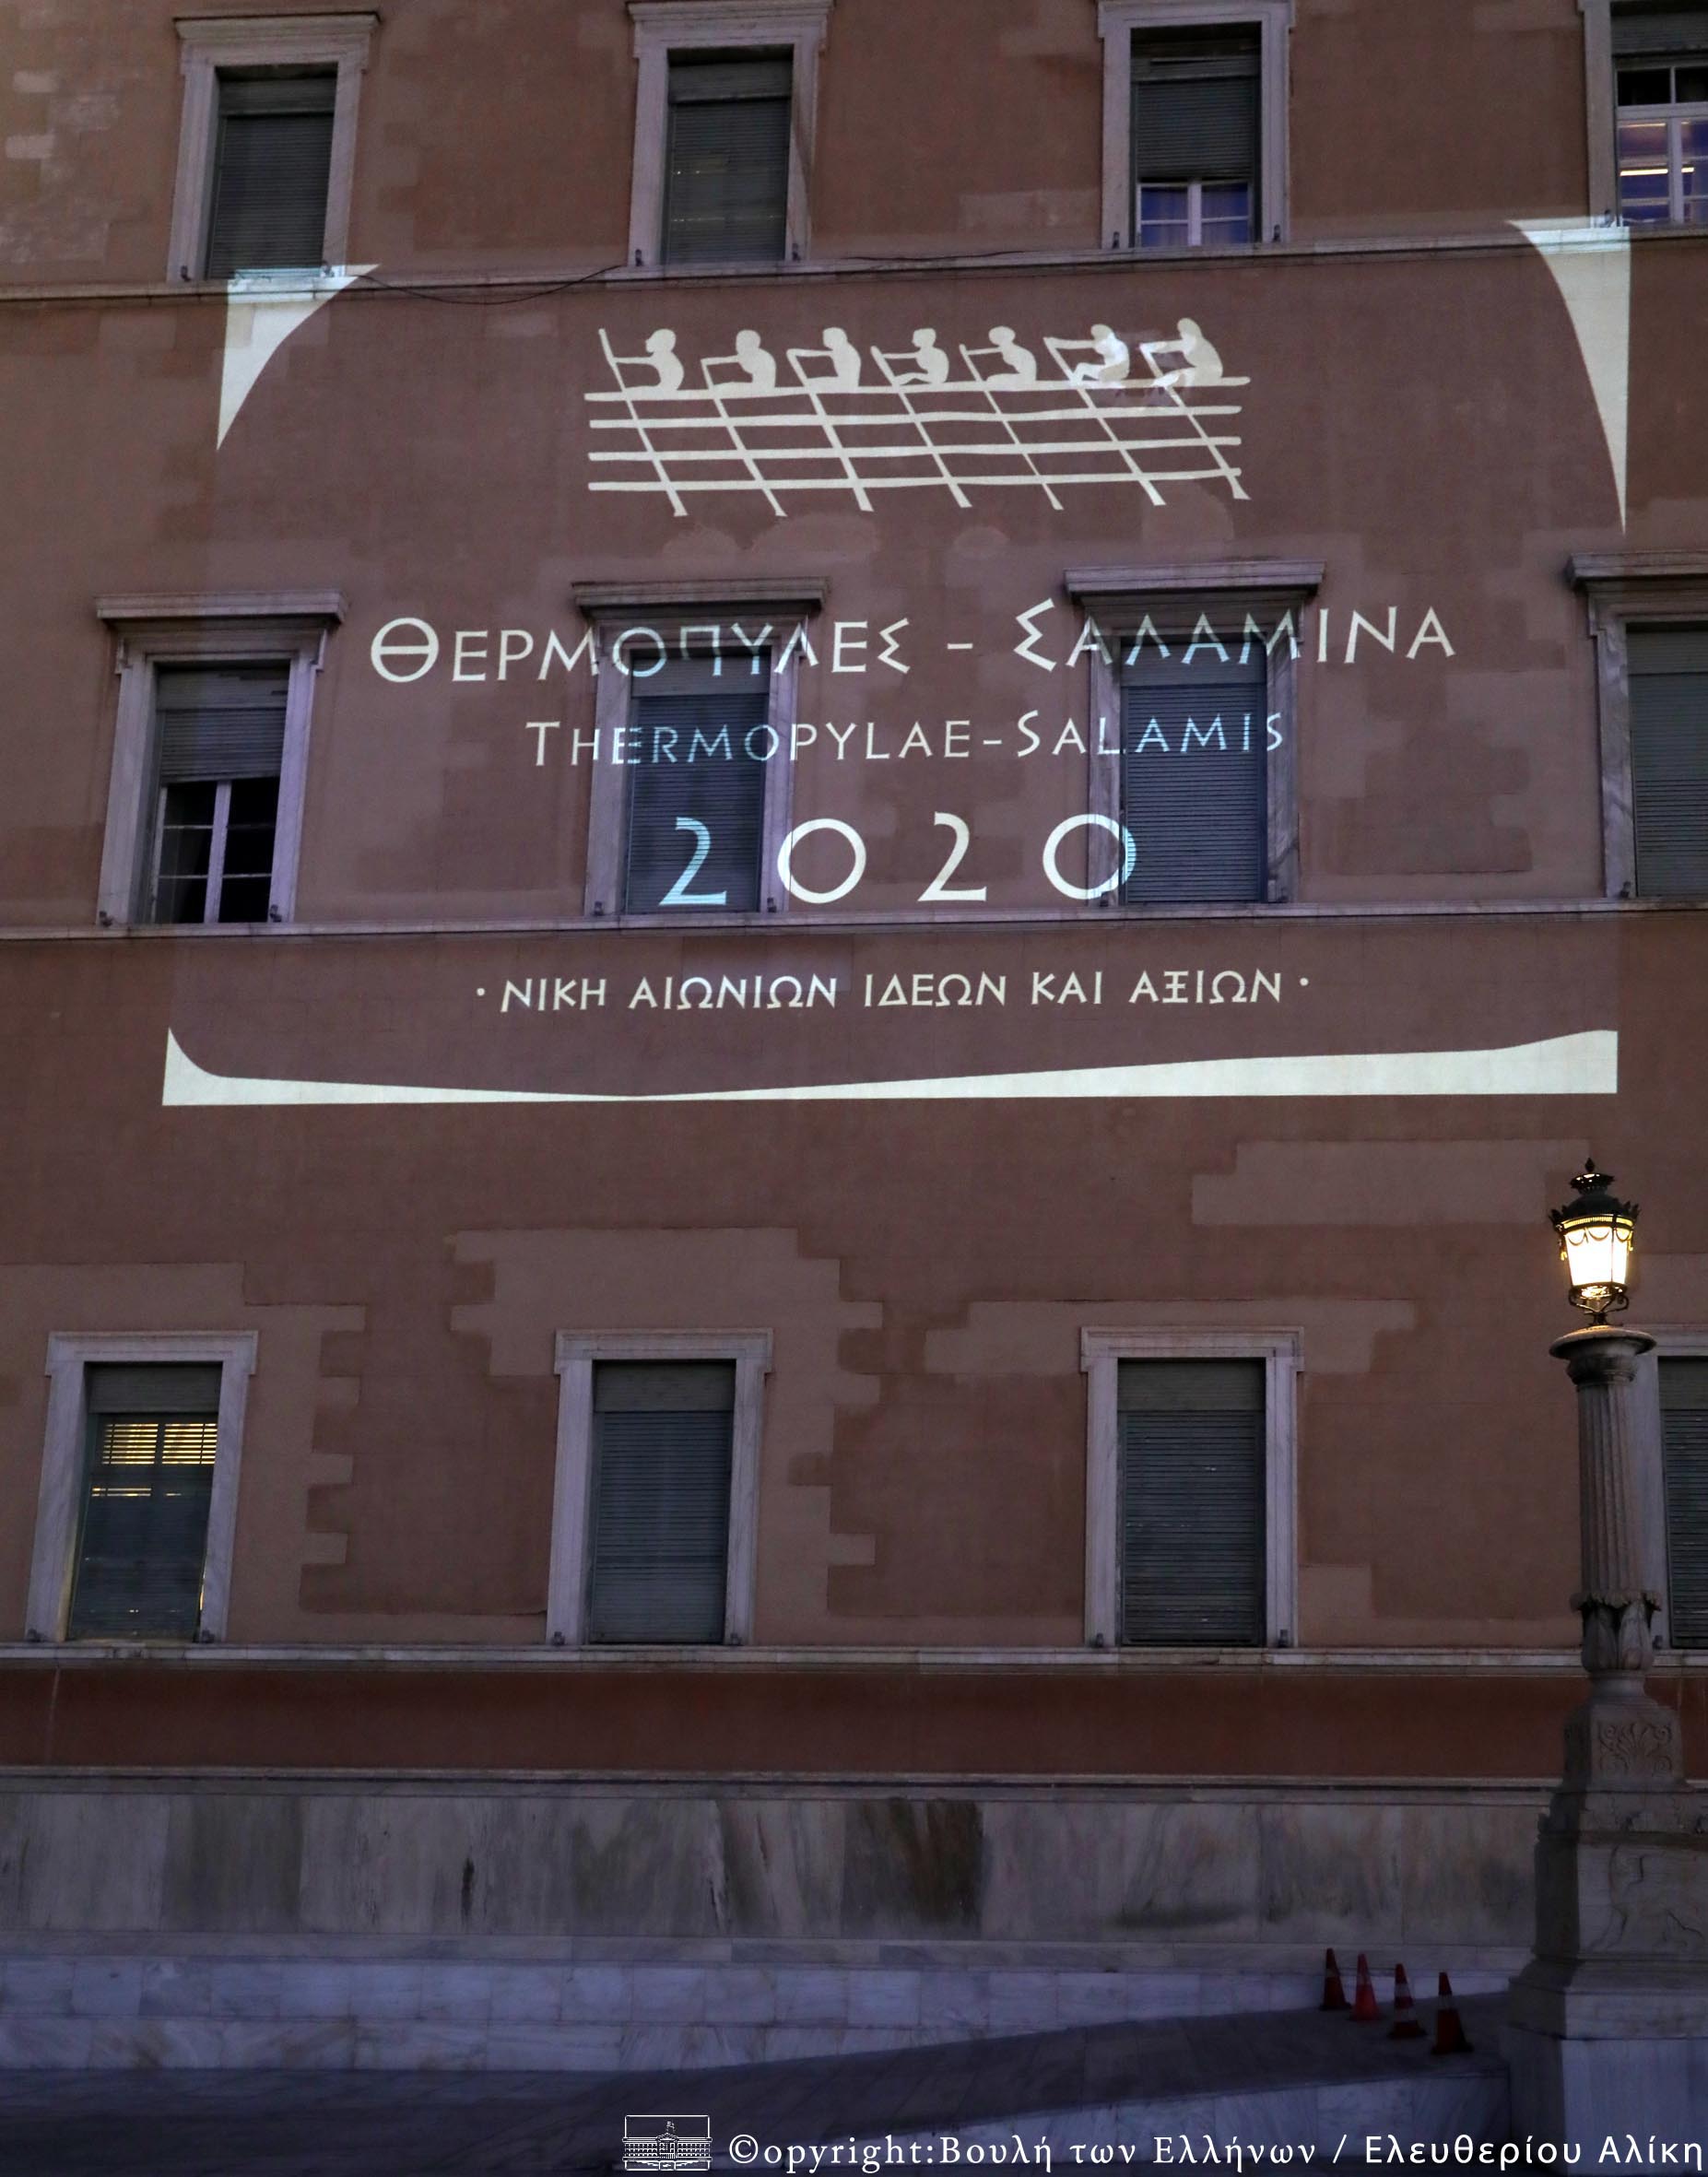 ΘΕΡΜΟΠΥΛΕΣ - ΣΑΛΑΜΙΝΑ
THERMOPYLAE-SALAMIS
2020
· ΝΙΚΗ ΑΙΩΝΙΩΝ ΙΔΕΩΝ ΚΑΙ ΑΞΙΩΝ ·
©opyright:Βουλή των Ελλήνων / Ελευθερίου Αλίκη